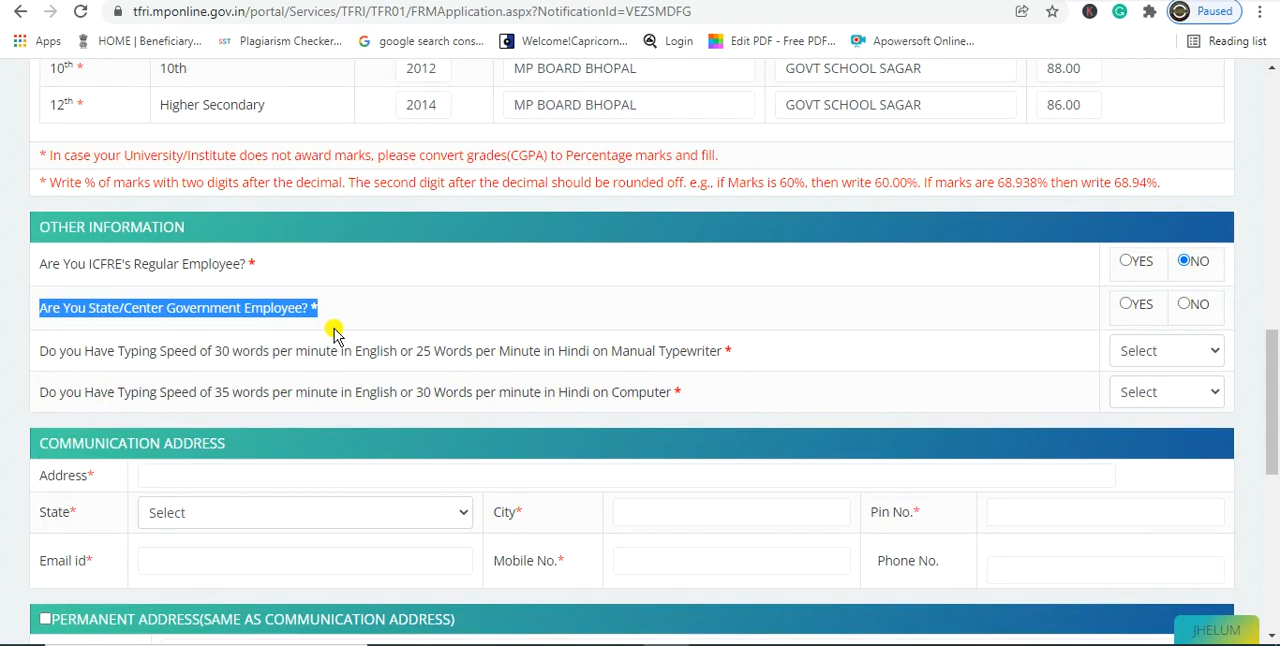 tfri.mponline.gov.in/portal/Services/TFRI/TFR01/FRMApplication.aspx?NotificationId=VEZSMDFG
K
Paused
Apps HOME | Beneficiary... SST Plagiarism Checker... G google search cons... Welcome!Capricorn... Login Edit PDF - Free PDF... Apowersoft Online... Reading list
10th * 10th 2012 MP BOARD BHOPAL GOVT SCHOOL SAGAR 88.00
12th * Higher Secondary 2014 MP BOARD BHOPAL GOVT SCHOOL SAGAR 86.00
* In case your University/Institute does not award marks, please convert grades(CGPA) to Percentage marks and fill.
* Write % of marks with two digits after the decimal. The second digit after the decimal should be rounded off. e.g., if Marks is 60%, then write 60.00%. If marks are 68.938% then write 68.94%.
OTHER INFORMATION
Are You ICFRE's Regular Employee? * YES NO
Are You State/Center Government Employee? * YES NO
Do you Have Typing Speed of 30 words per minute in English or 25 Words per Minute in Hindi on Manual Typewriter * Select
Do you Have Typing Speed of 35 words per minute in English or 30 Words per minute in Hindi on Computer * Select
COMMUNICATION ADDRESS
Address*
State* Select City* Pin No.*
Email id* Mobile No.* Phone No.
PERMANENT ADDRESS(SAME AS COMMUNICATION ADDRESS)
JHELUM